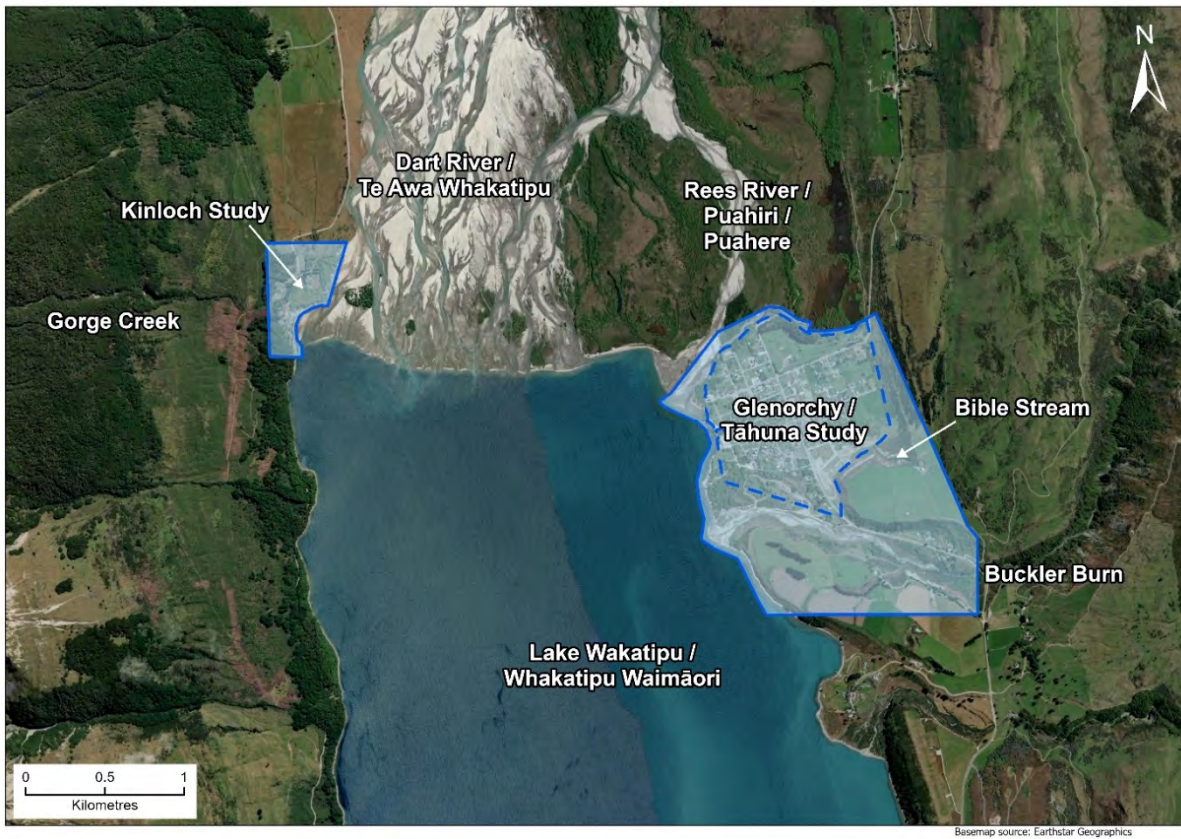 N
Dart River /
Te Awa Whakatipu
Kinloch Study
Rees River /
Puahiri /
Puahere
Gorge Creek
Glenorchy /
Tāhuna Study
Bible Stream
Buckler Burn
Lake Wakatipu /
Whakatipu Waimāori
0 0.5 1
Kilometres
Basemap source: Earthstar Geographics